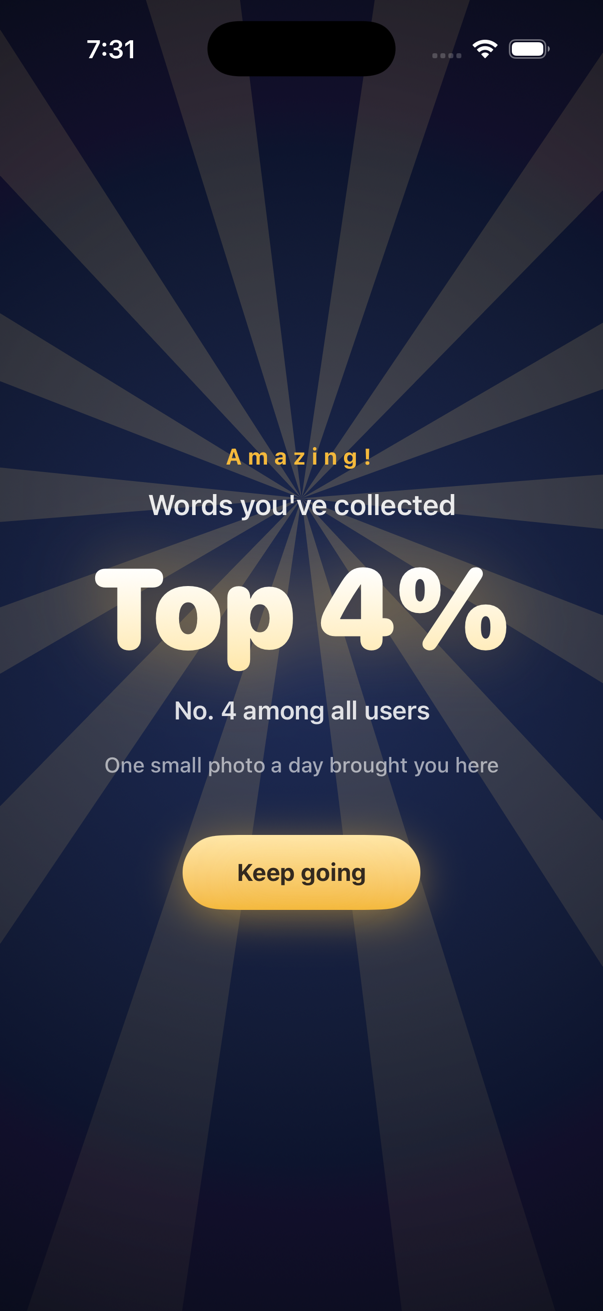 7:31
Amazing!
Words you've collected
Top 4%
No. 4 among all users
One small photo a day brought you here
Keep going